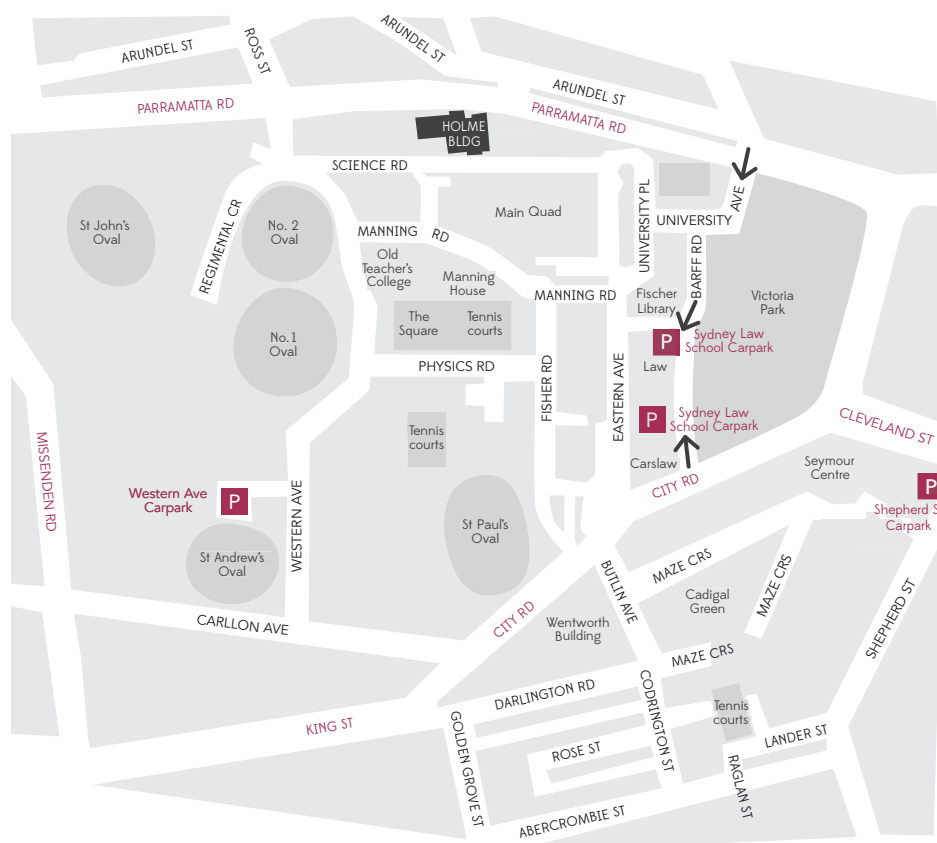 ARUNDEL ST
ROSS ST
ARUNDEL ST
ARUNDEL ST
PARRAMATTA RD
PARRAMATTA RD
HOLME
BLDG
SCIENCE RD
St John's
Oval
REGIMENTAL CR
No. 2
Oval
Main Quad
UNIVERSITY PL
UNIVERSITY
AVE
MANNING
RD
Old
Teacher's
College
Manning
House
MANNING RD
Fischer
Library
BARFF RD
Victoria
Park
The
Square
Tennis
courts
No.1
Oval
P
Sydney Law
School Carpark
Law
PHYSICS RD
FISHER RD
EASTERN AVE
P
Sydney Law
School Carpark
CLEVELAND ST
Tennis
courts
MISSENDEN RD
Carslaw
CITY RD
Seymour
Centre
P
Shepherd S
Carpark
Western Ave
Carpark
P
WESTERN AVE
St Paul's
Oval
St Andrew's
Oval
MAZE CRS
MAZE CRS
BUTLIN AVE
Cadigal
Green
SHEPHERD ST
CARLLON AVE
CITY RD
Wentworth
Building
MAZE CRS
DARLINGTON RD
CODRINGTON ST
KING ST
GOLDEN GROVE ST
Tennis
courts
LANDER ST
ROSE ST
RAGLAN ST
ABERCROMBIE ST